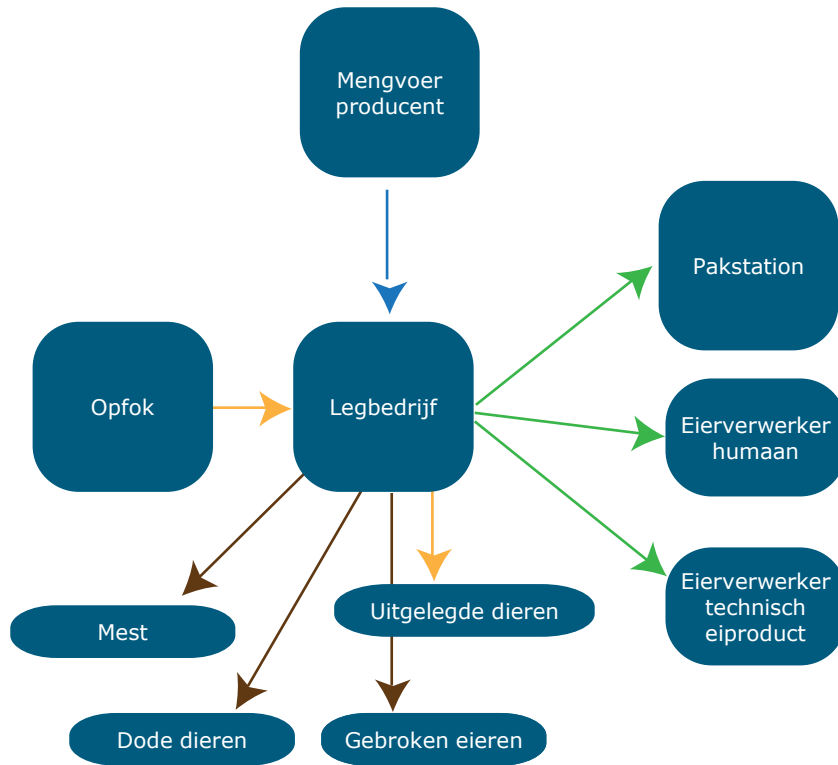 Mengvoer
producent
Pakstation
Opfok
Legbedrijf
Eierverwerker
humaan
Eierverwerker
technisch
eiproduct
Uitgelegde dieren
Mest
Dode dieren
Gebroken eieren